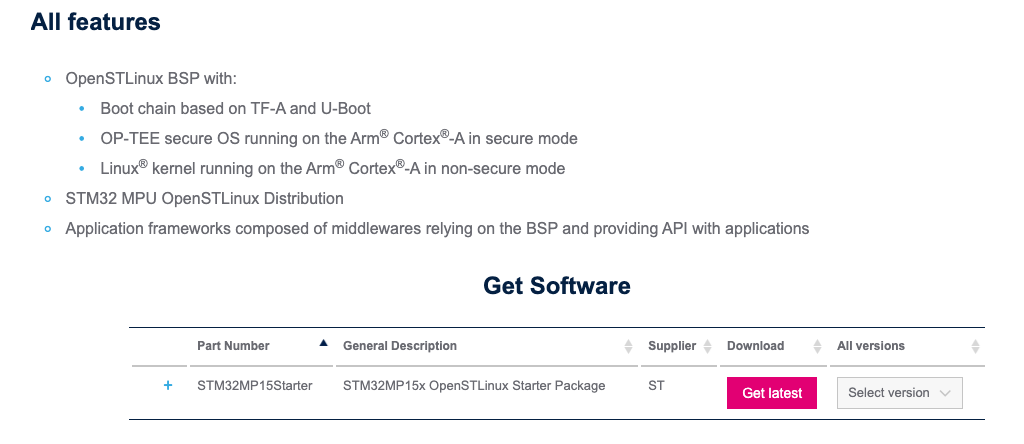 All features
OpenSTLinux BSP with:
Boot chain based on TF-A and U-Boot
OP-TEE secure OS running on the Arm® Cortex®-A in secure mode
Linux® kernel running on the Arm® Cortex®-A in non-secure mode
STM32 MPU OpenSTLinux Distribution
Application frameworks composed of middlewares relying on the BSP and providing API with applications
Get Software
Part Number General Description Supplier Download All versions
+ STM32MP15Starter STM32MP15x OpenSTLinux Starter Package ST Get latest Select version